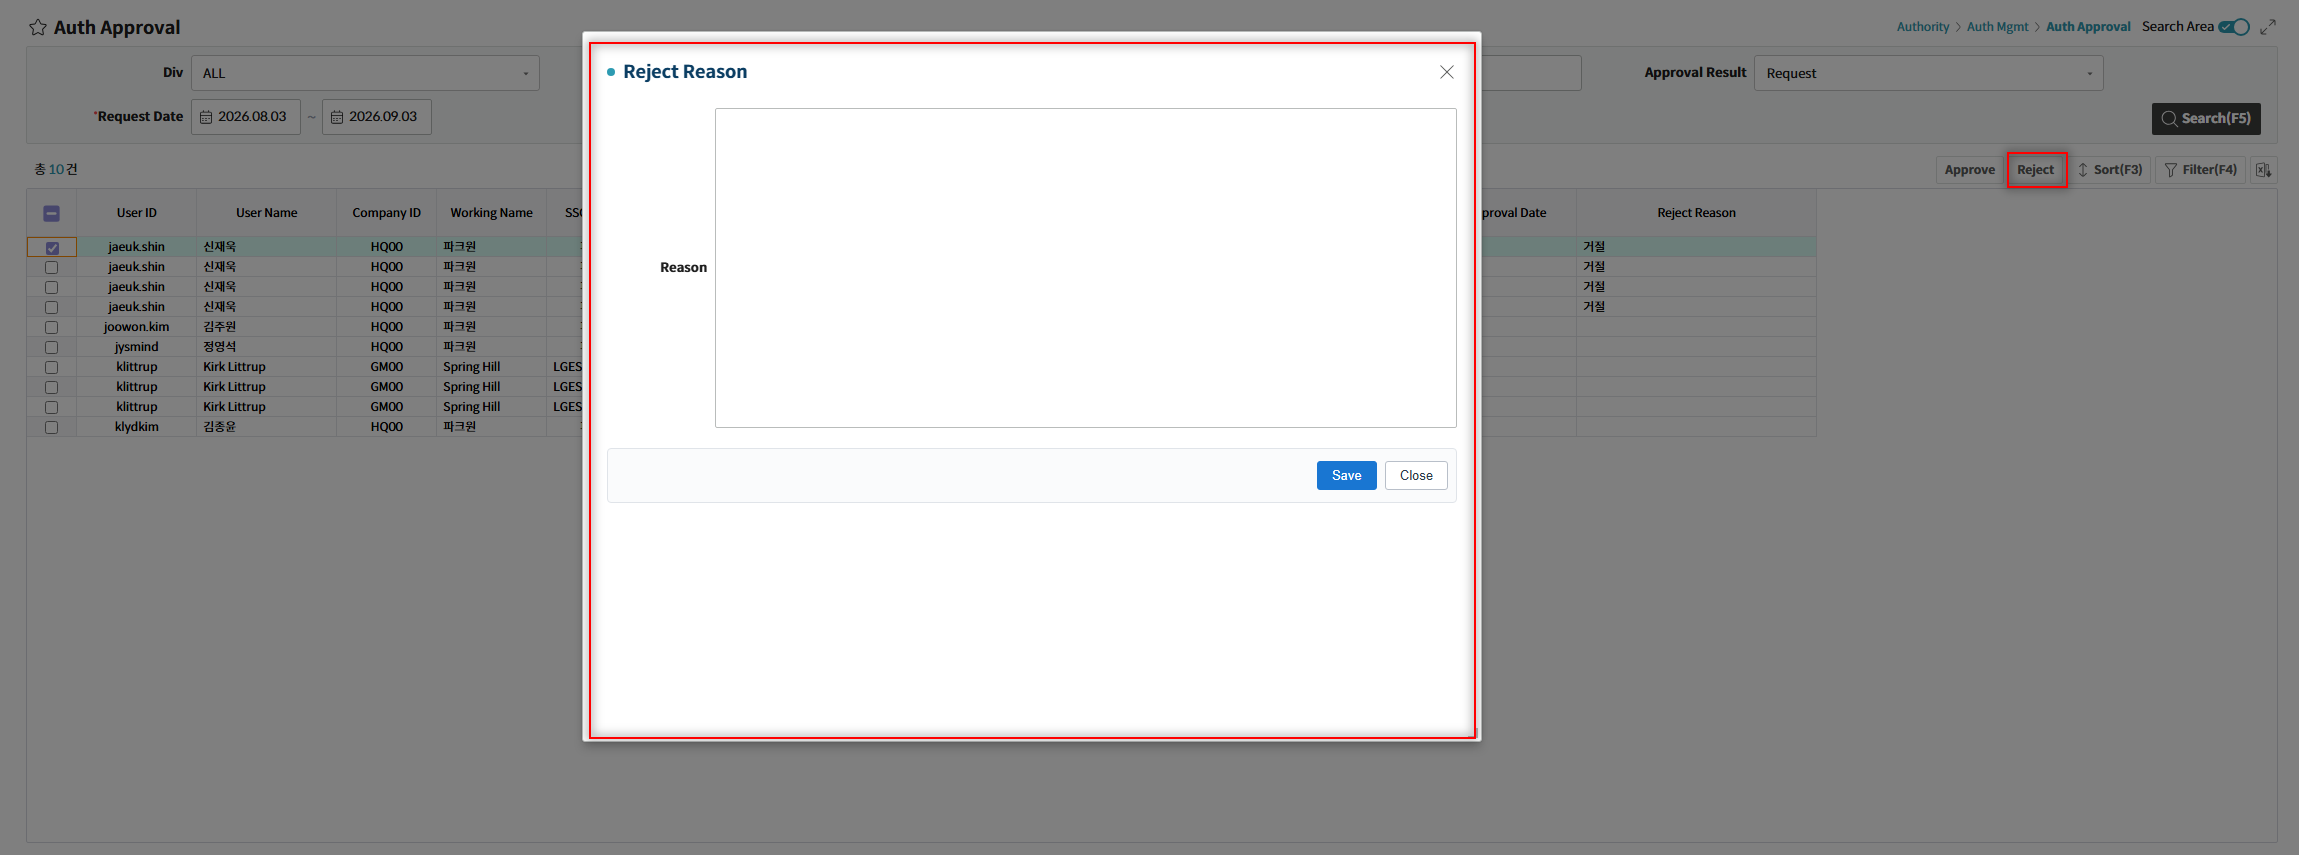 Auth Approval
Authority > Auth Mgmt > Auth Approval Search Area
Div ALL
Approval Result Request
*Request Date 2026.08.03 ~ 2026.09.03
Search(F5)
총 10 건
Approve Reject Sort(F3) Filter(F4)
User ID User Name Company ID Working Name
proval Date Reject Reason
jaeuk.shin 신재욱 HQ00 파크원 거절
jaeuk.shin 신재욱 HQ00 파크원 거절
jaeuk.shin 신재욱 HQ00 파크원 거절
jaeuk.shin 신재욱 HQ00 파크원 거절
joowon.kim 김주원 HQ00 파크원
jysmind 정영석 HQ00 파크원
klittrup Kirk Littrup GM00 Spring Hill LGES
klittrup Kirk Littrup GM00 Spring Hill LGES
klittrup Kirk Littrup GM00 Spring Hill LGES
klydkim 김종윤 HQ00 파크원
Reject Reason
Reason
Save Close